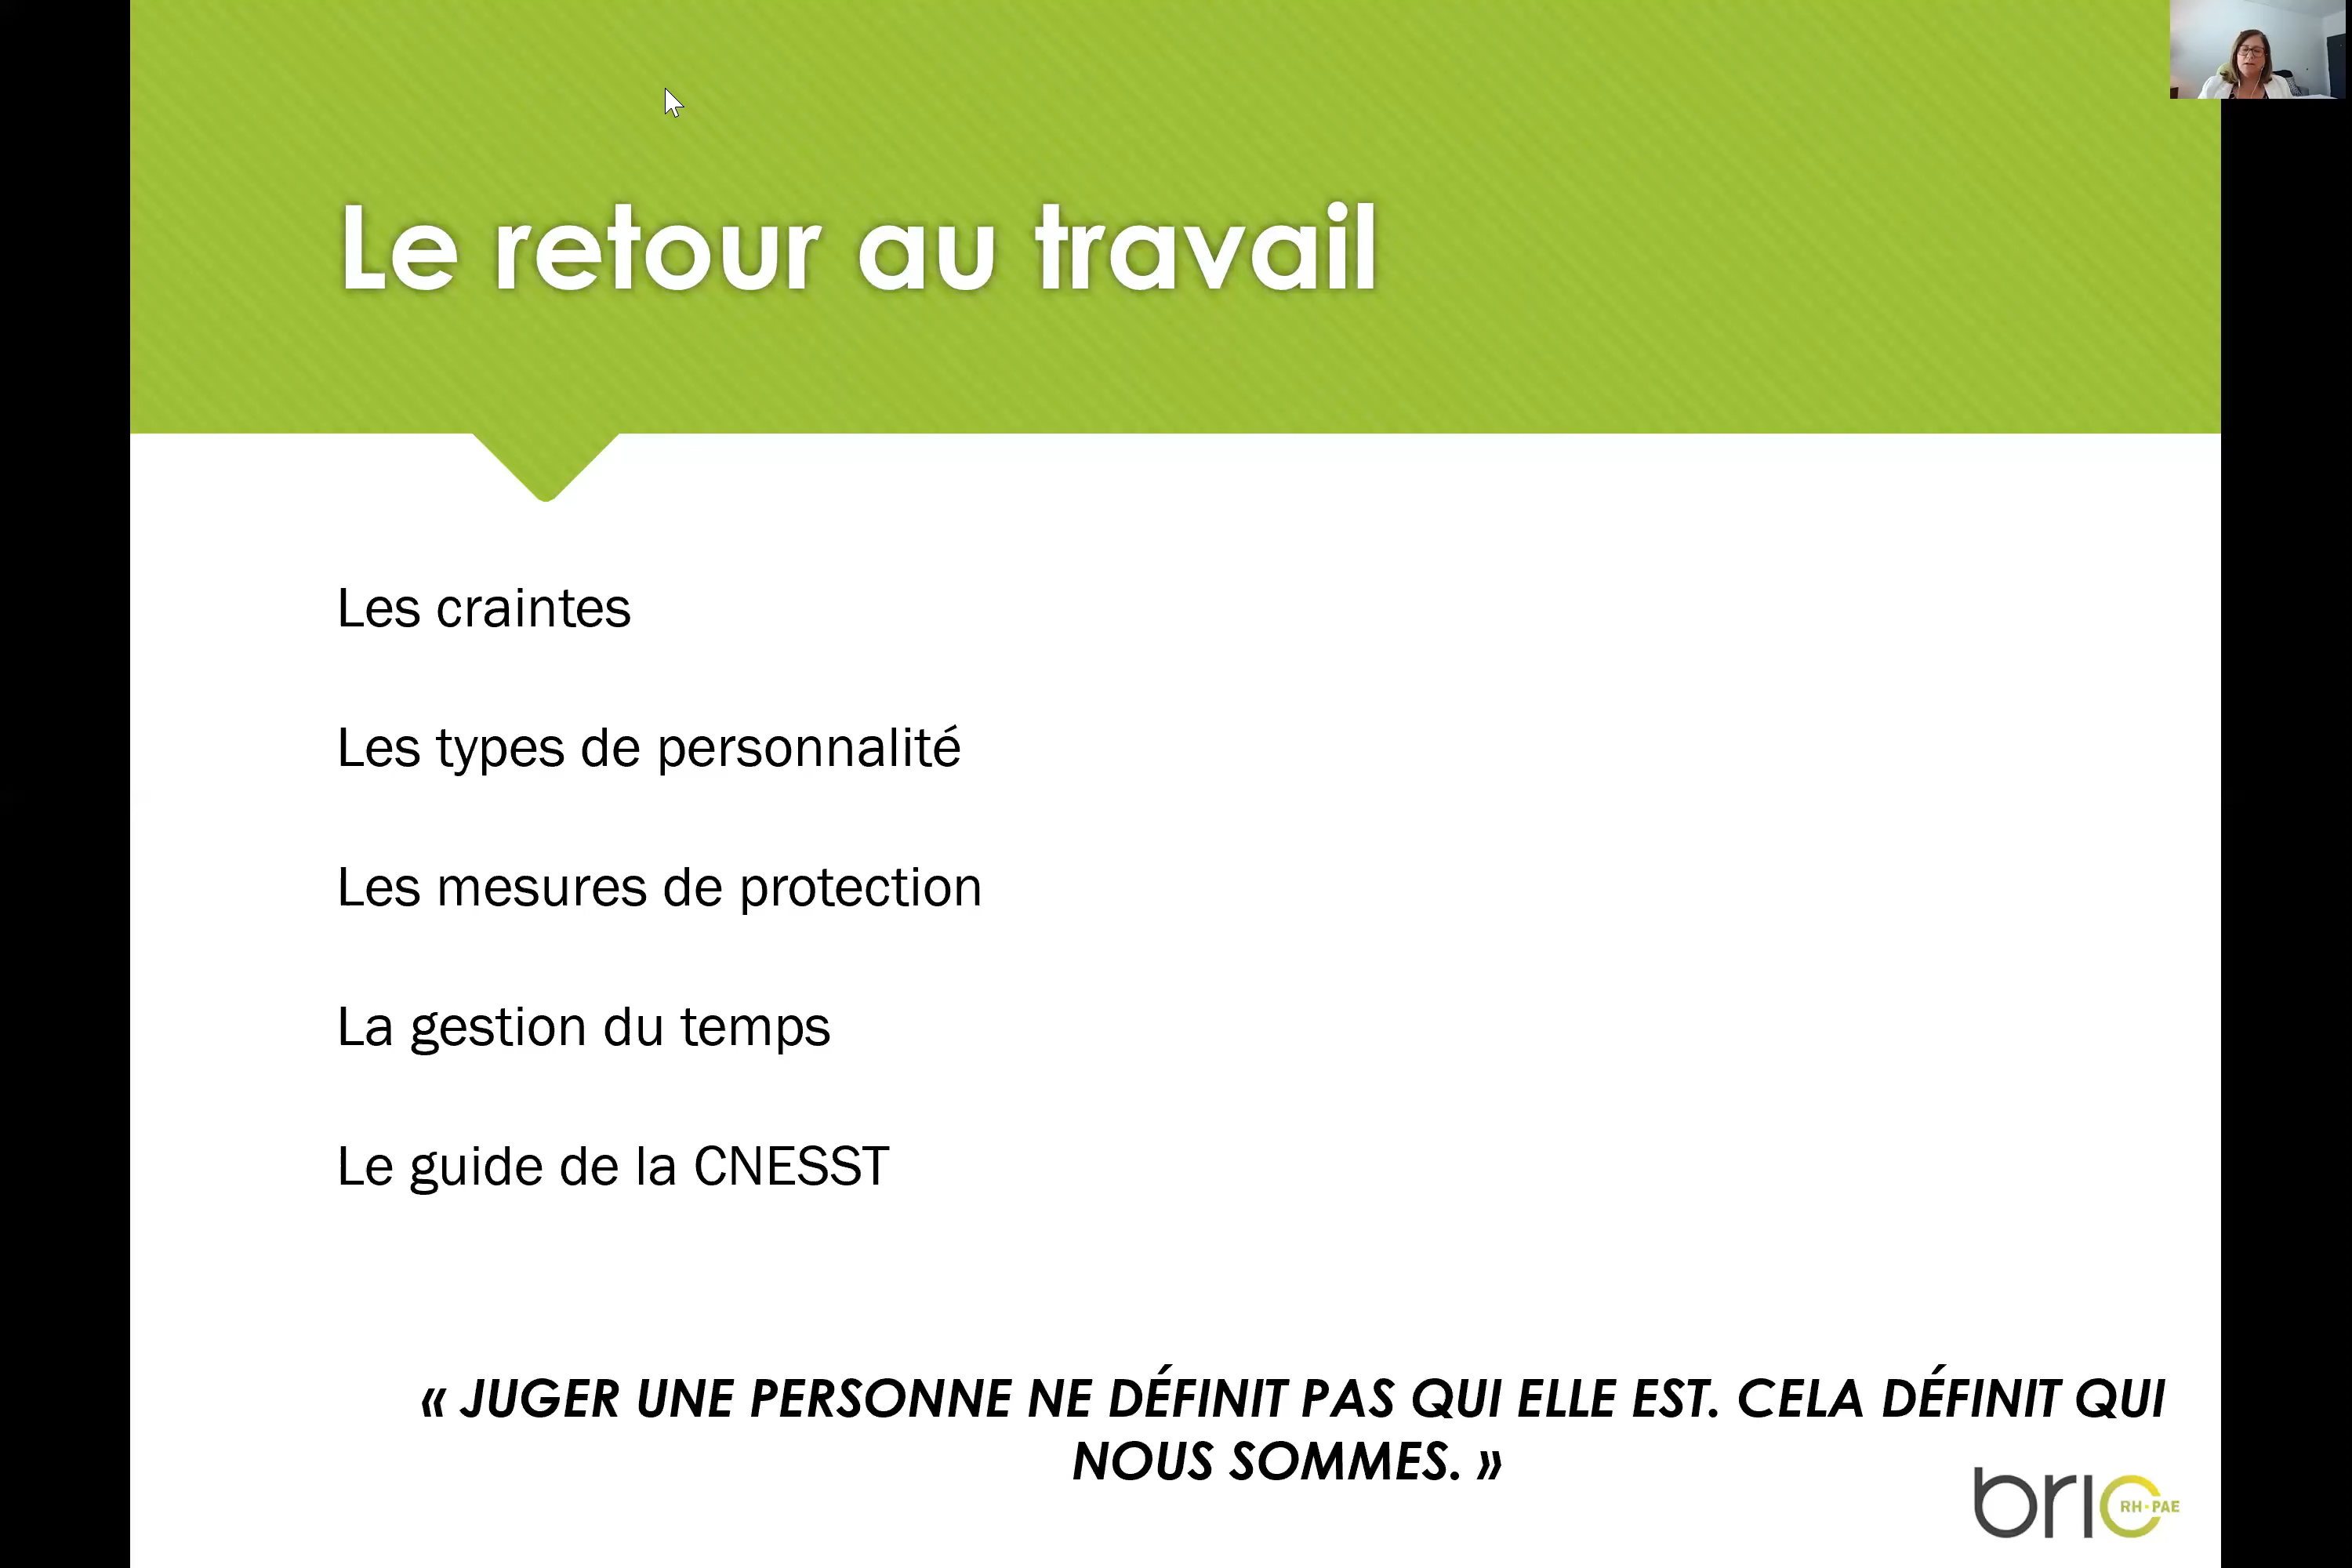 Le retour au travail
Les craintes
Les types de personnalité
Les mesures de protection
La gestion du temps
Le guide de la CNESST
« JUGER UNE PERSONNE NE DÉFINIT PAS QUI ELLE EST. CELA DÉFINIT QUI
NOUS SOMMES. »
bric
RH•PAE